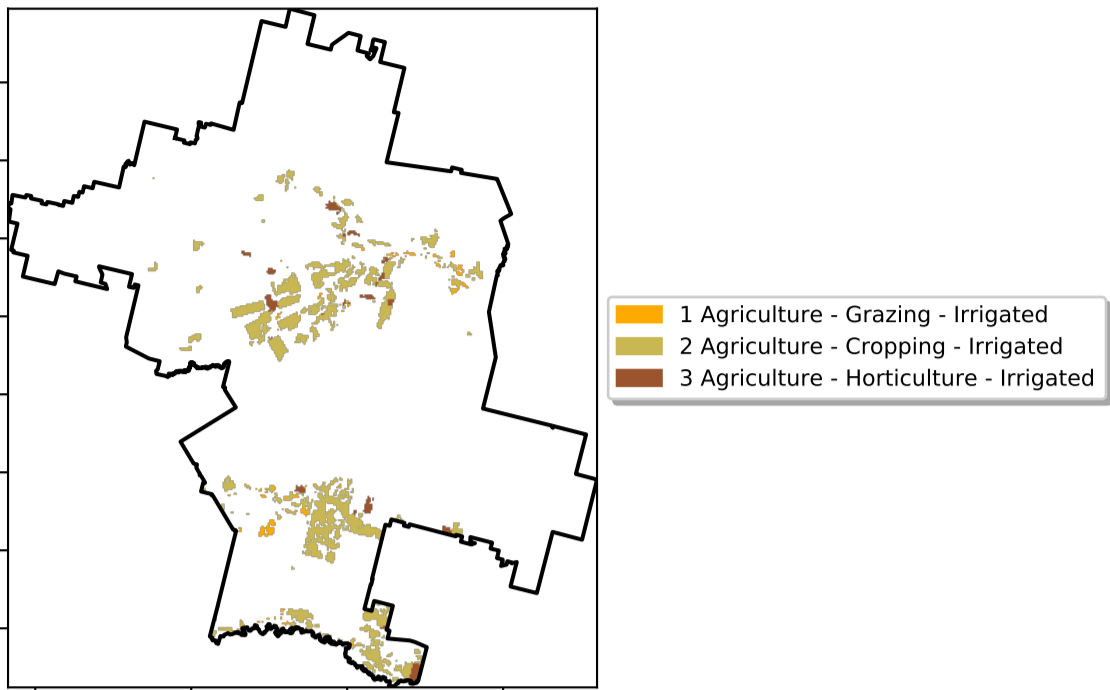 1 Agriculture - Grazing - Irrigated
2 Agriculture - Cropping - Irrigated
3 Agriculture - Horticulture - Irrigated